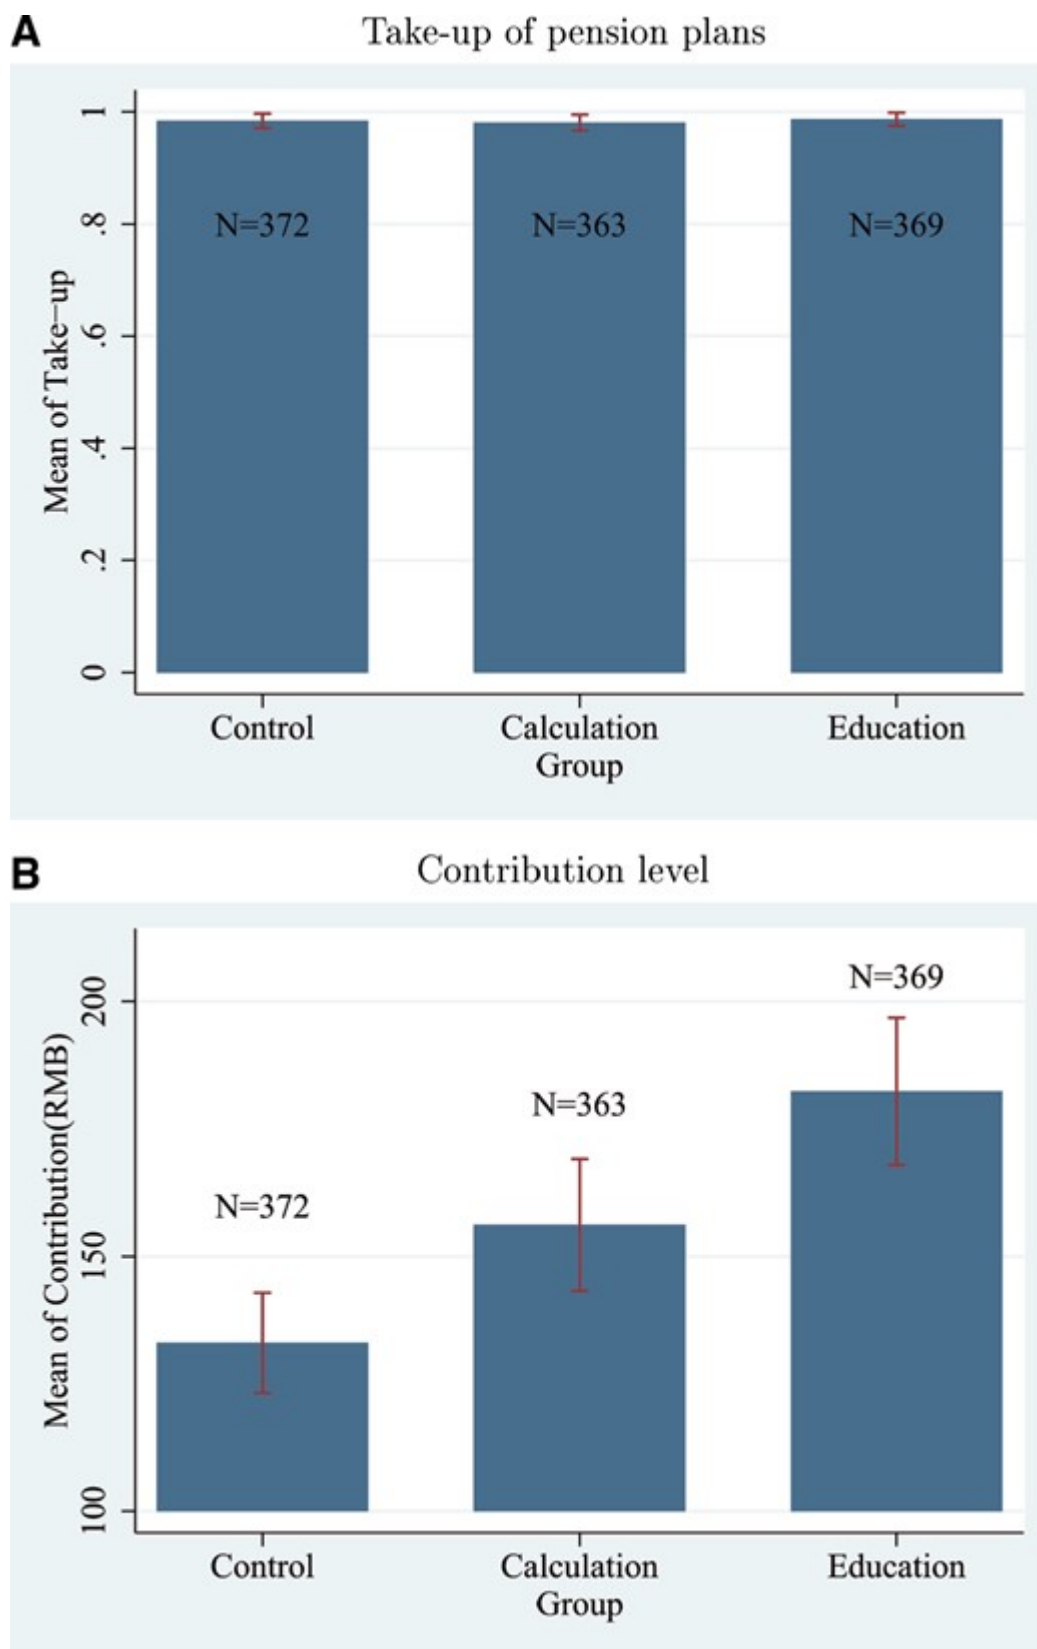 A
Take-up of pension plans
Mean of Take−up
1
.8
.6
.4
.2
0
N=372
N=363
N=369
Control
Calculation
Education
Group
B
Contribution level
Mean of Contribution(RMB)
200
150
100
N=372
N=363
N=369
Control
Calculation
Education
Group